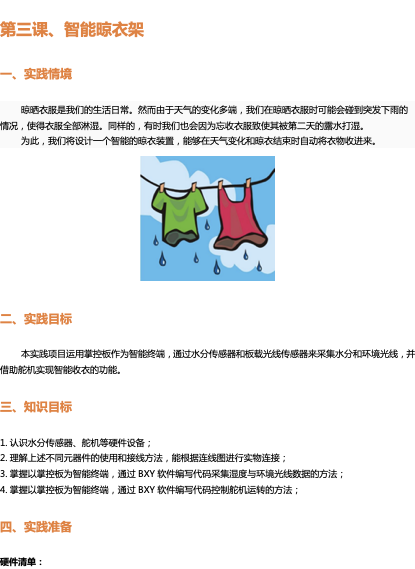 第三课、智能晾衣架
一、实践情境
晾晒衣服是我们的生活日常。然而由于天气的变化多端，我们在晾晒衣服时可能会碰到突发下雨的
情况，使得衣服全部淋湿。同样的，有时我们也会因为忘收衣服致使其被第二天的露水打湿。
为此，我们将设计一个智能的晾衣装置，能够在天气变化和晾衣结束时自动将衣物收进来。
二、实践目标
本实践项目运用掌控板作为智能终端，通过水分传感器和板载光线传感器来采集水分和环境光线，并
借助舵机实现智能收衣的功能。
三、知识目标
1. 认识水分传感器、舵机等硬件设备；
2. 理解上述不同元器件的使用和接线方法，能根据连线图进行实物连接；
3. 掌握以掌控板为智能终端，通过 BXY 软件编写代码采集湿度与环境光线数据的方法；
4. 掌握以掌控板为智能终端，通过 BXY 软件编写代码控制舵机运转的方法；
四、实践准备
硬件清单：